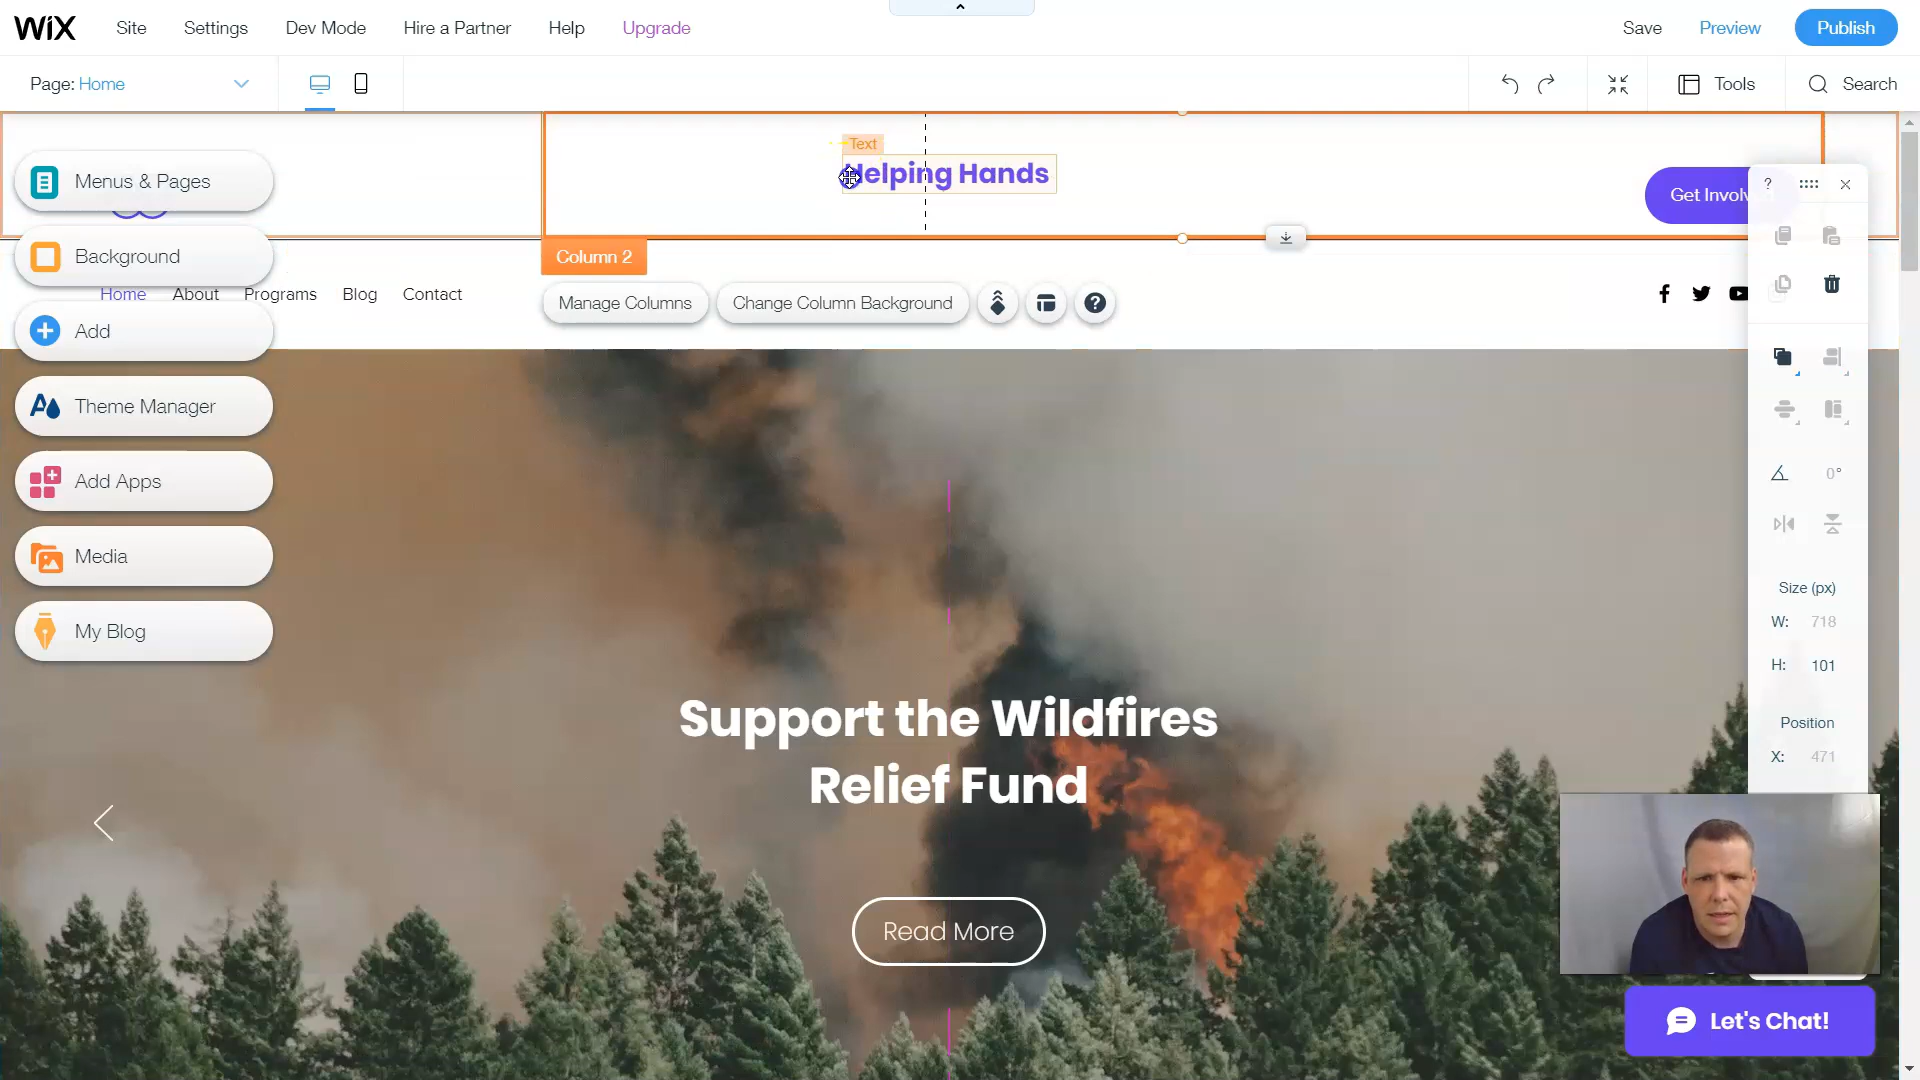 WIX
Site
Settings
Dev Mode
Hire a Partner
Help
Upgrade
Save
Preview
Publish
Page: Home
Tools
Search
Text
Helping Hands
Menus & Pages
Get Invol
?
Background
Column 2
Home
About
Programs
Blog
Contact
Manage Columns
Change Column Background
?
Add
Theme Manager
Add Apps
0°
Media
Size (px)
W: 718
My Blog
H: 101
Support the Wildfires
Relief Fund
Position
X: 471
Read More
Let's Chat!